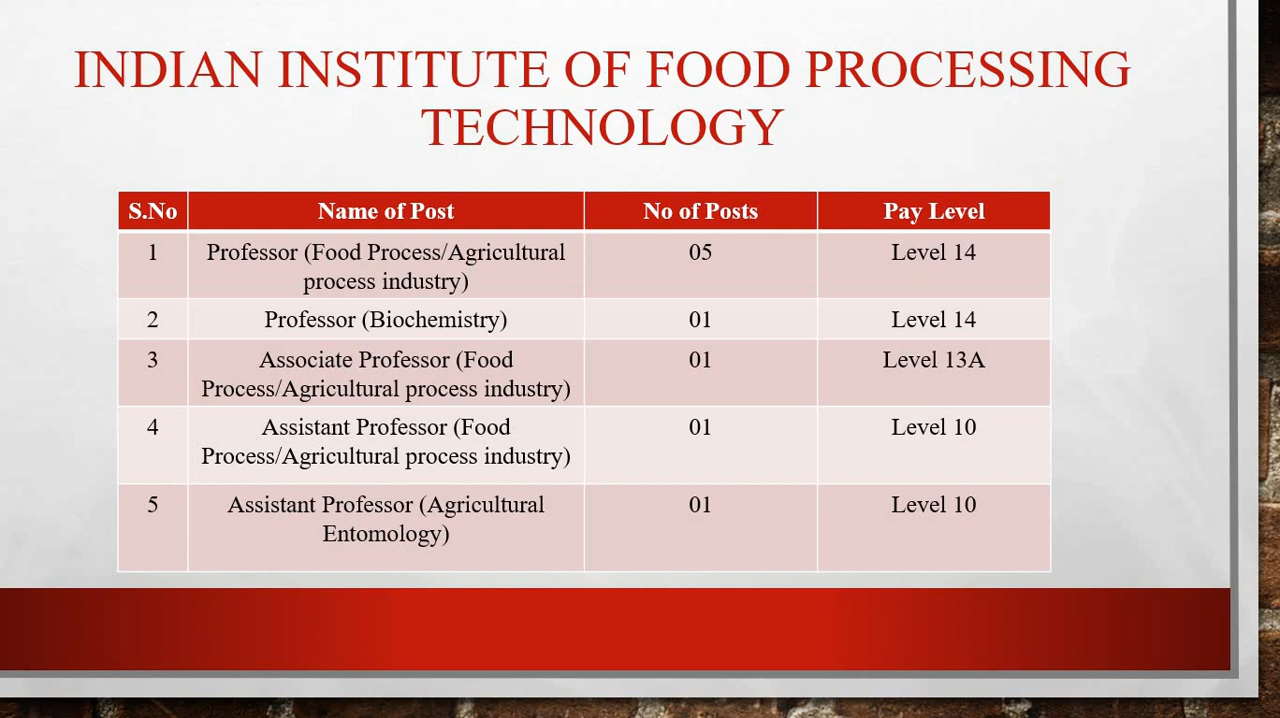 INDIAN INSTITUTE OF FOOD PROCESSING
TECHNOLOGY
S.No Name of Post No of Posts Pay Level
1 Professor (Food Process/Agricultural 05 Level 14
process industry)
2 Professor (Biochemistry) 01 Level 14
3 Associate Professor (Food 01 Level 13A
Process/Agricultural process industry)
4 Assistant Professor (Food 01 Level 10
Process/Agricultural process industry)
5 Assistant Professor (Agricultural 01 Level 10
Entomology)